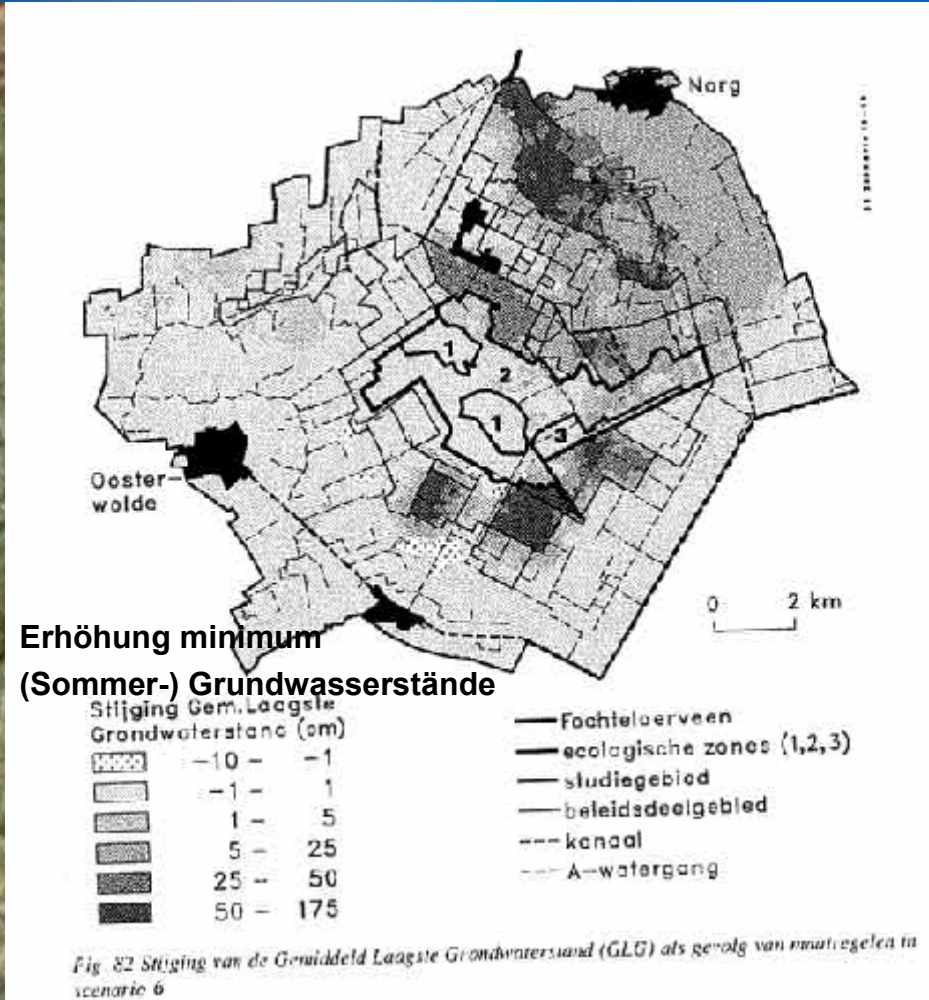 Norg
1
2
1
3
Ooster-
wolde
0 2 km
Erhöhung minimum
(Sommer-) Grundwasserstände
Stijging Gem. Laagste
Grondwaterstand (cm)
-10 - -1
-1 - 1
1 - 5
5 - 25
25 - 50
50 - 175
Fochteloerveen
ecologische zones (1,2,3)
studiegebied
beleidsdeelgebied
kanaal
A-watergang
Fig. 82 Stijging van de Gemiddeld Laagste Grondwaterstand (GLG) als gevolg van maatregelen in
scenario 6